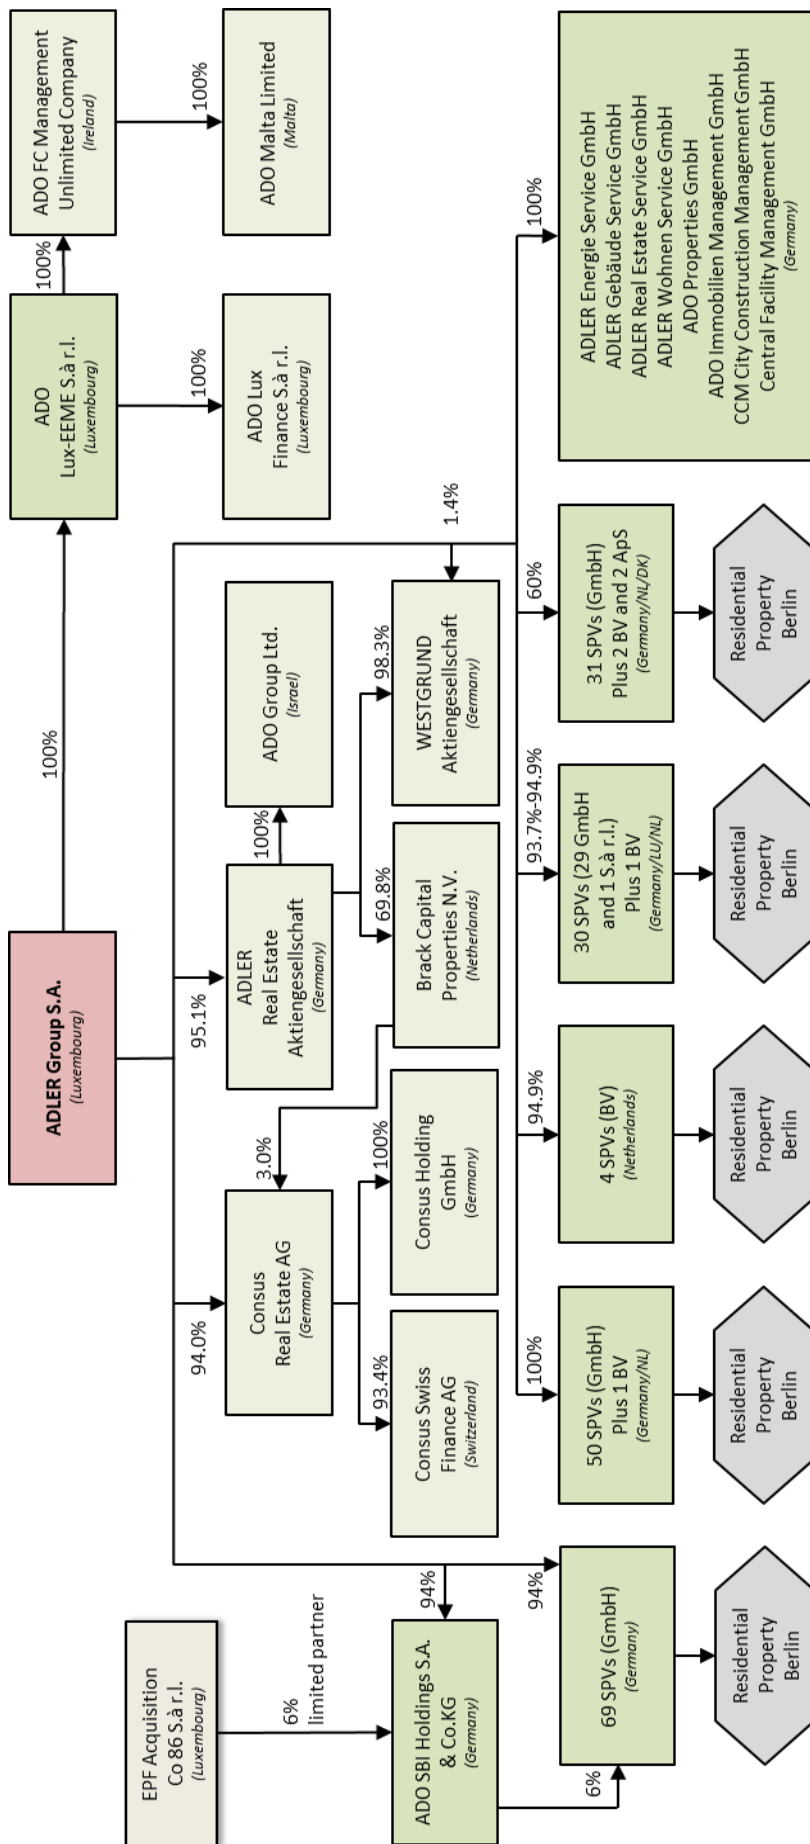 ADLER Group S.A.
(Luxembourg)
100%
ADO
Lux-EEME S.à r.l.
(Luxembourg)
100%
ADO FC Management
Unlimited Company
(Ireland)
100%
ADO Lux
Finance S.à r.l.
(Luxembourg)
100%
ADO Malta Limited
(Malta)
EPF Acquisition
Co 86 S.à r.l.
(Luxembourg)
6%
limited partner
94.0%
Consus
Real Estate AG
(Germany)
3.0%
95.1%
ADLER
Real Estate
Aktiengesellschaft
(Germany)
100%
ADO Group Ltd.
(Israel)
94%
ADO SBI Holdings S.A.
& Co.KG
(Germany)
93.4%
Consus Swiss
Finance AG
(Switzerland)
100%
Consus Holding
GmbH
(Germany)
69.8%
Brack Capital
Properties N.V.
(Netherlands)
98.3%
WESTGRUND
Aktiengesellschaft
(Germany)
1.4%
6%
94%
69 SPVs (GmbH)
(Germany)
100%
50 SPVs (GmbH)
Plus 1 BV
(Germany/NL)
94.9%
4 SPVs (BV)
(Netherlands)
93.7%-94.9%
30 SPVs (29 GmbH
and 1 S.à r.l.)
Plus 1 BV
(Germany/LU/NL)
60%
31 SPVs (GmbH)
Plus 2 BV and 2 ApS
(Germany/NL/DK)
100%
ADLER Energie Service GmbH
ADLER Gebäude Service GmbH
ADLER Real Estate Service GmbH
ADLER Wohnen Service GmbH
ADO Properties GmbH
ADO Immobilien Management GmbH
CCM City Construction Management GmbH
Central Facility Management GmbH
(Germany)
Residential
Property
Berlin
Residential
Property
Berlin
Residential
Property
Berlin
Residential
Property
Berlin
Residential
Property
Berlin